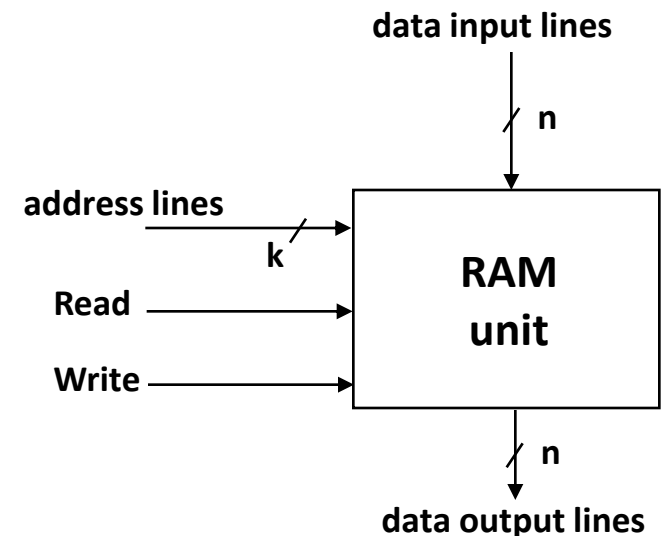 data input lines
n
address lines
k
RAM
unit
Read
Write
n
data output lines